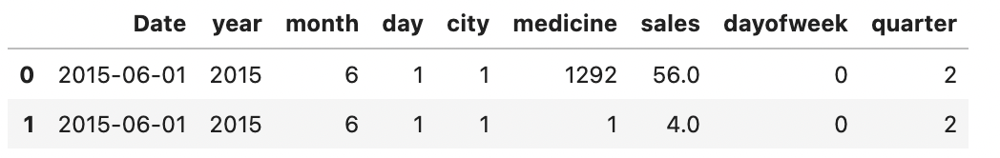 Date year month day city medicine sales dayofweek quarter
0 2015-06-01 2015 6 1 1 1292 56.0 0 2
1 2015-06-01 2015 6 1 1 1 4.0 0 2